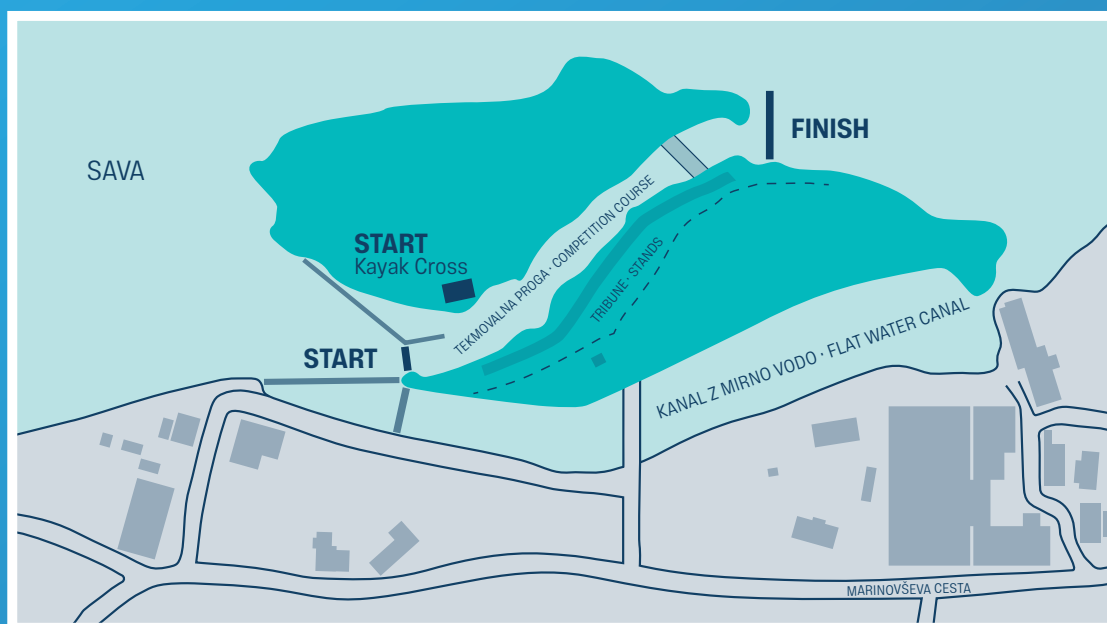 FINISH
SAVA
START
Kayak Cross
TEKMOVALNA PROGA · COMPETITION COURSE
TRIBUNE · STANDS
START
KANAL Z MIRNO VODO · FLAT WATER CANAL
MARINOVŠEVA CESTA